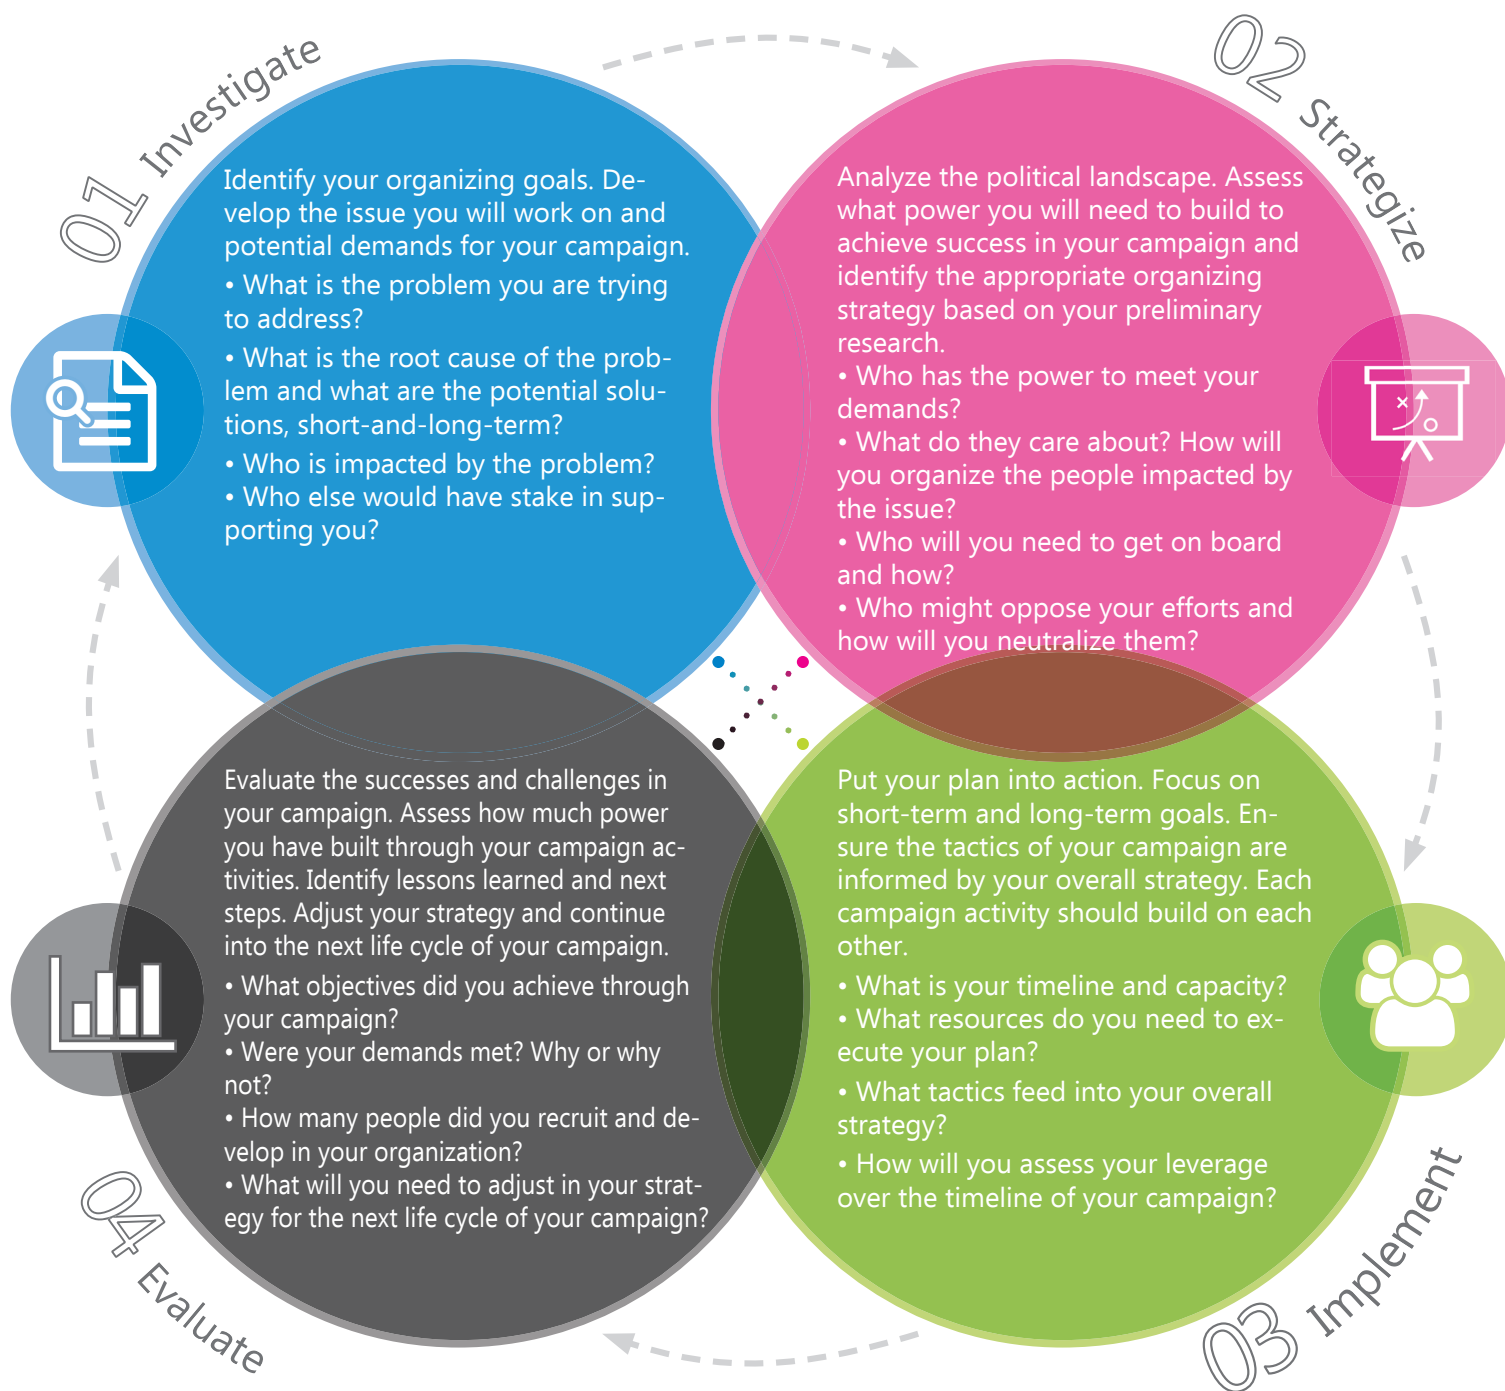 01 Investigate
Identify your organizing goals. De-
velop the issue you will work on and
potential demands for your campaign.
• What is the problem you are trying
to address?
• What is the root cause of the prob-
lem and what are the potential solu-
tions, short-and-long-term?
• Who is impacted by the problem?
• Who else would have stake in sup-
porting you?
02 Strategize
Analyze the political landscape. Assess
what power you will need to build to
achieve success in your campaign and
identify the appropriate organizing
strategy based on your preliminary
research.
• Who has the power to meet your
demands?
• What do they care about? How will
you organize the people impacted by
the issue?
• Who will you need to get on board
and how?
• Who might oppose your efforts and
how will you neutralize them?
03 Implement
Put your plan into action. Focus on
short-term and long-term goals. En-
sure the tactics of your campaign are
informed by your overall strategy. Each
campaign activity should build on each
other.
• What is your timeline and capacity?
• What resources do you need to ex-
ecute your plan?
• What tactics feed into your overall
strategy?
• How will you assess your leverage
over the timeline of your campaign?
04 Evaluate
Evaluate the successes and challenges in
your campaign. Assess how much power
you have built through your campaign ac-
tivities. Identify lessons learned and next
steps. Adjust your strategy and continue
into the next life cycle of your campaign.
• What objectives did you achieve through
your campaign?
• Were your demands met? Why or why
not?
• How many people did you recruit and de-
velop in your organization?
• What will you need to adjust in your strat-
egy for the next life cycle of your campaign?